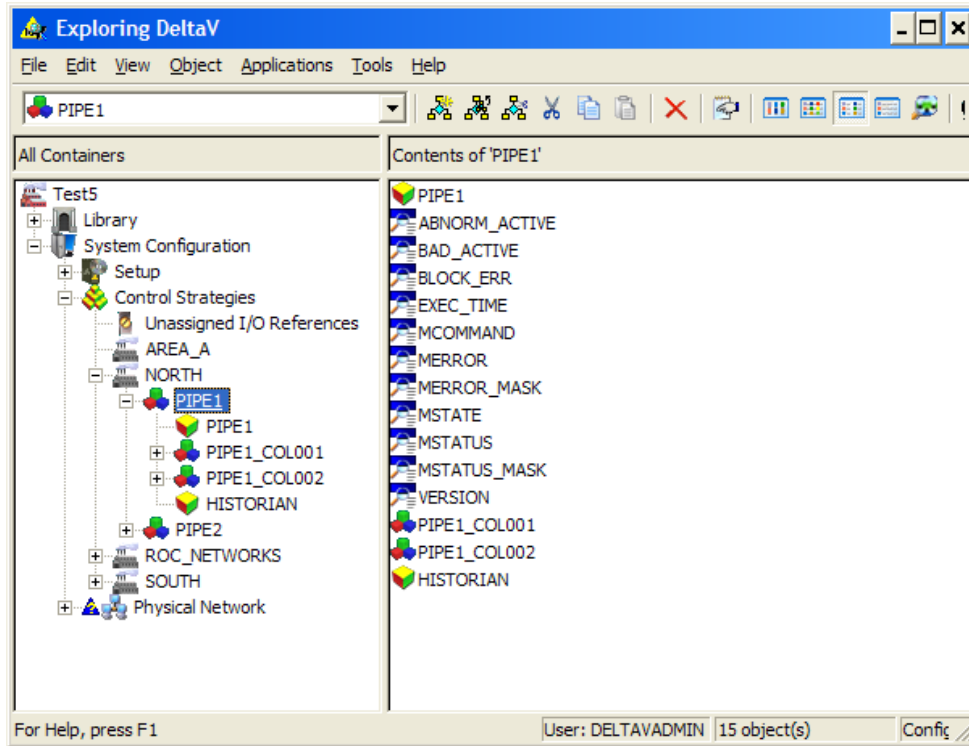 Exploring DeltaV
File Edit View Object Applications Tools Help
PIPE1
All Containers
Contents of 'PIPE1'
Test5
Library
System Configuration
Setup
Control Strategies
Unassigned I/O References
AREA_A
NORTH
PIPE1
PIPE1
PIPE1_COL001
PIPE1_COL002
HISTORIAN
PIPE2
ROC_NETWORKS
SOUTH
Physical Network
PIPE1
ABNORM_ACTIVE
BAD_ACTIVE
BLOCK_ERR
EXEC_TIME
MCOMMAND
MERROR
MERROR_MASK
MSTATE
MSTATUS
MSTATUS_MASK
VERSION
PIPE1_COL001
PIPE1_COL002
HISTORIAN
For Help, press F1
User: DELTAVADMIN
15 object(s)